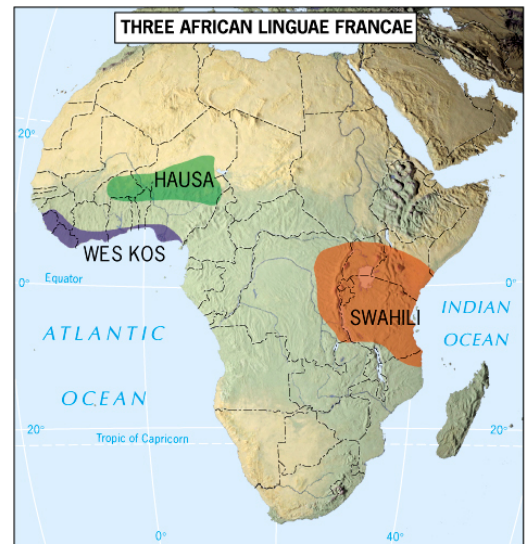 THREE AFRICAN LINGUAE FRANCAE
20°
HAUSA
WES KOS
0°
Equator
0°
INDIAN
OCEAN
SWAHILI
ATLANTIC
OCEAN
20°
20°
Tropic of Capricorn
0°
40°